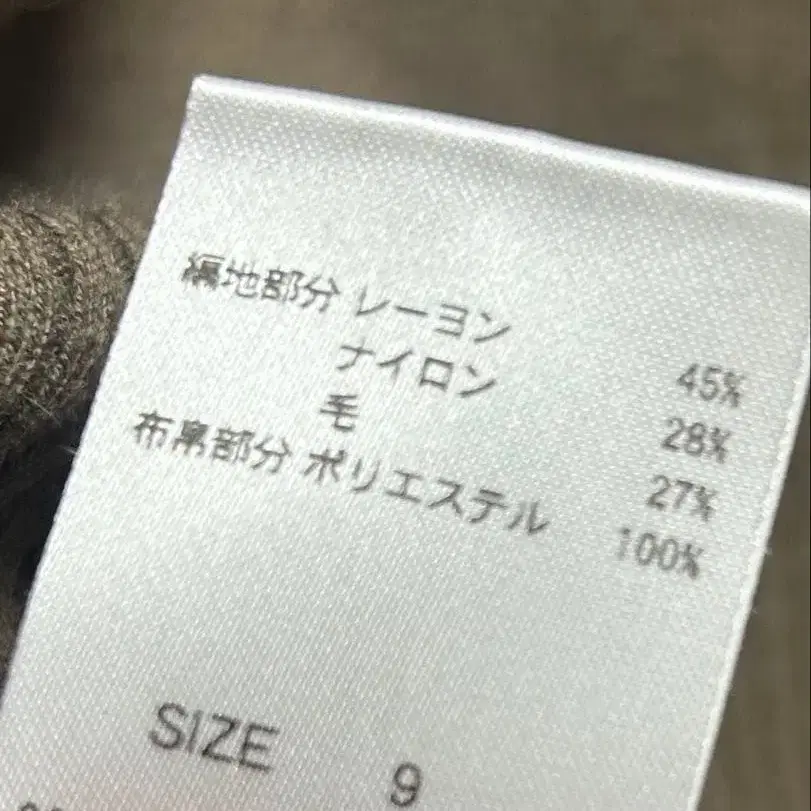 編地部分 レーヨン 45%
ナイロン 28%
毛 27%
布帛部分 ポリエステル 100%
SIZE 9